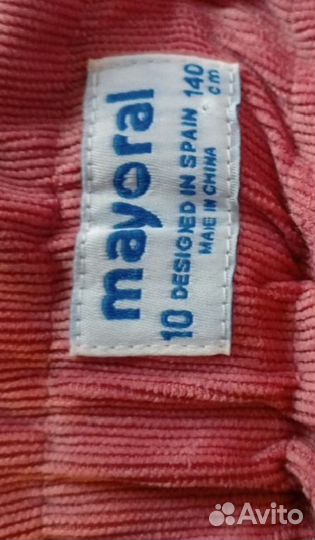 mayoral
10 DESIGNED IN SPAIN 140
MADE IN CHINA cm
Avito